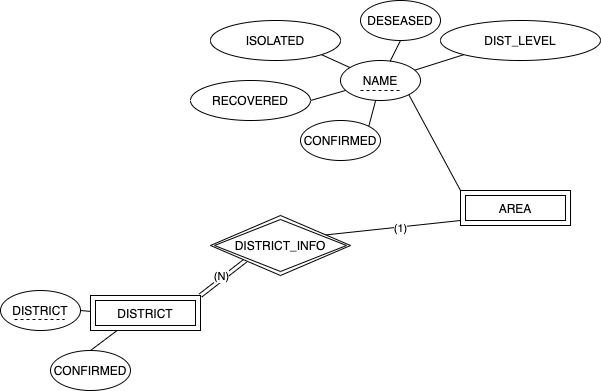 DESEASED
ISOLATED
DIST_LEVEL
NAME
RECOVERED
CONFIRMED
AREA
(1)
DISTRICT_INFO
(N)
DISTRICT
DISTRICT
CONFIRMED